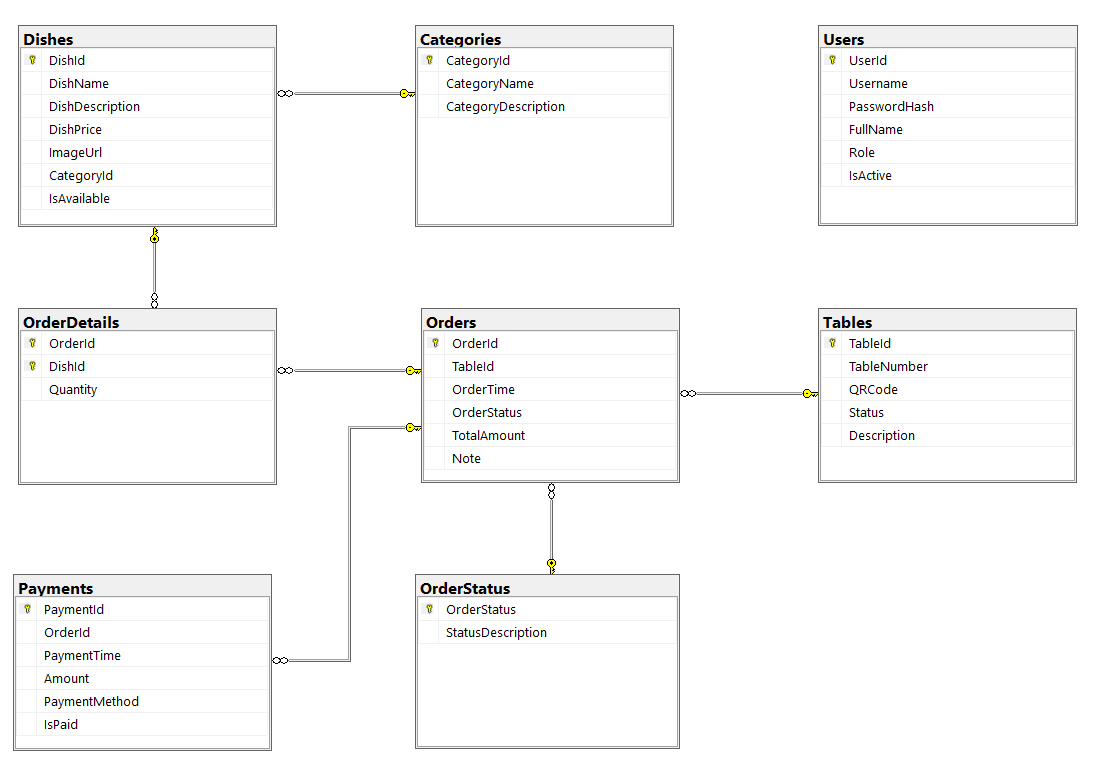 Dishes
DishId
DishName
DishDescription
DishPrice
ImageUrl
CategoryId
IsAvailable
Categories
CategoryId
CategoryName
CategoryDescription
Users
UserId
Username
PasswordHash
FullName
Role
IsActive
OrderDetails
OrderId
DishId
Quantity
Orders
OrderId
TableId
OrderTime
OrderStatus
TotalAmount
Note
Tables
TableId
TableNumber
QRCode
Status
Description
Payments
PaymentId
OrderId
PaymentTime
Amount
PaymentMethod
IsPaid
OrderStatus
OrderStatus
StatusDescription